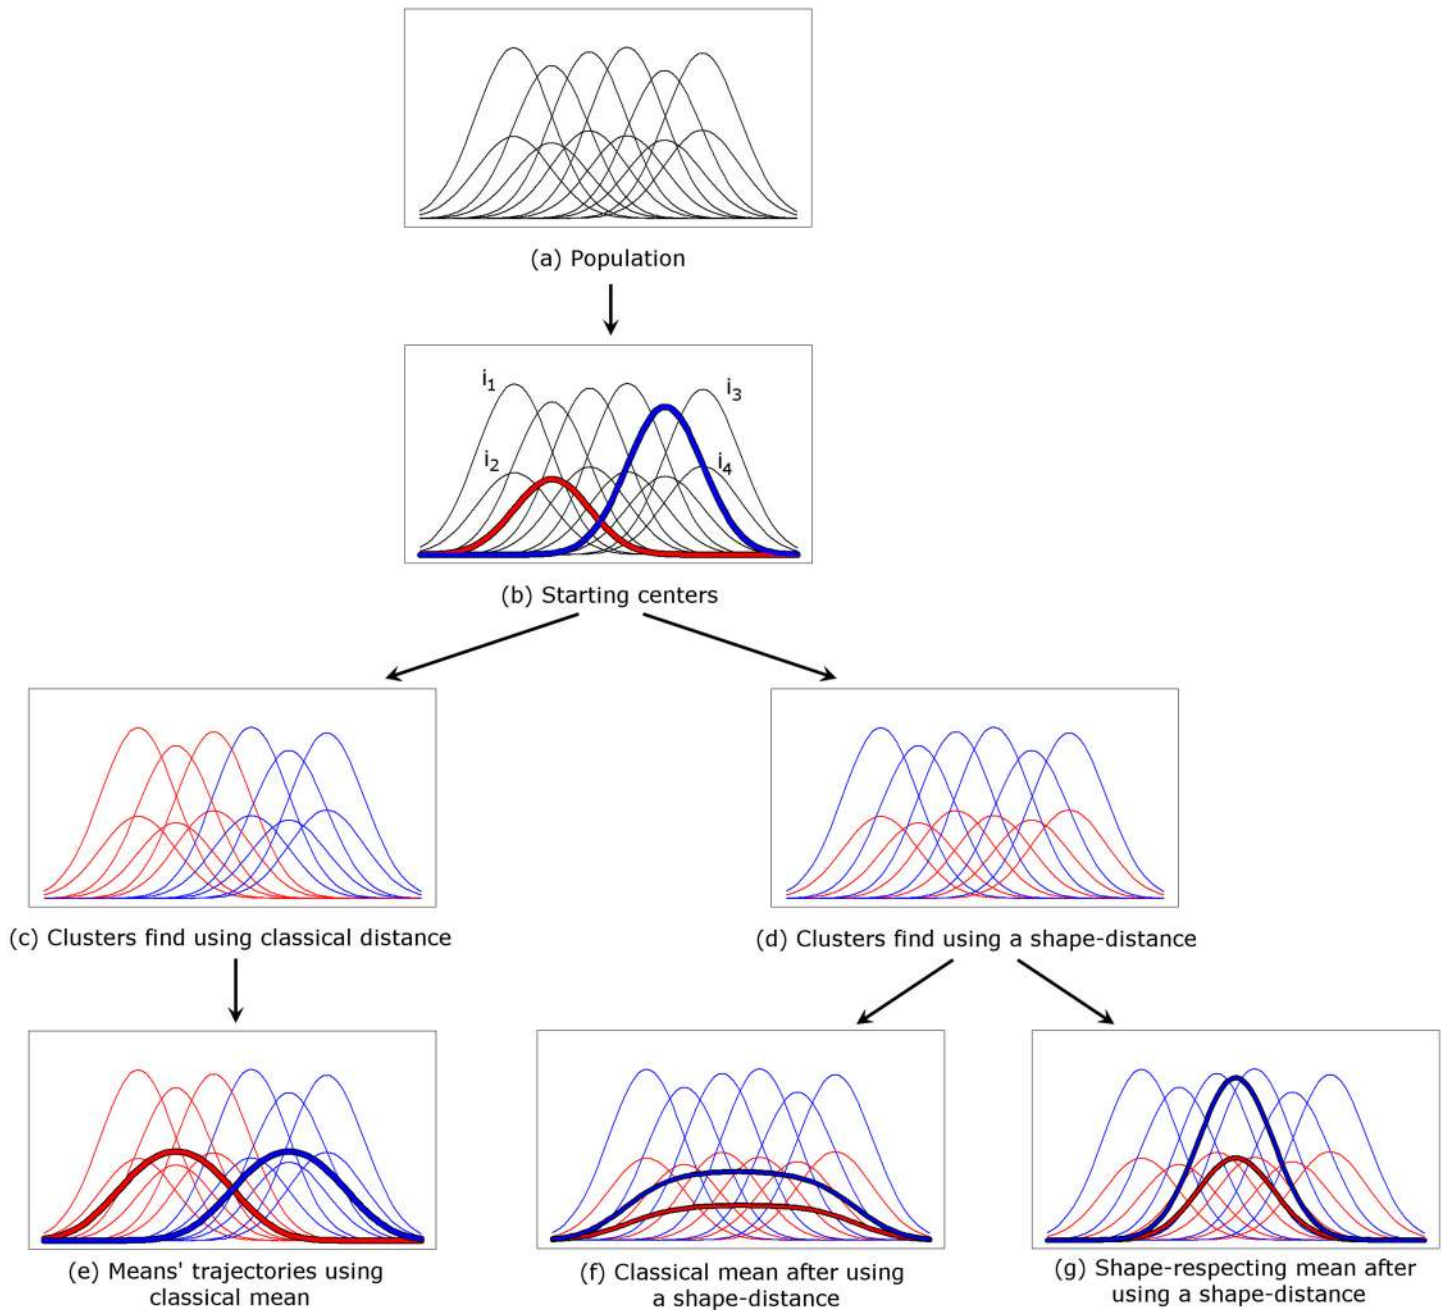 (a) Population
i1
i3
i2
i4
(b) Starting centers
(c) Clusters find using classical distance
(d) Clusters find using a shape-distance
(e) Means' trajectories using
classical mean
(f) Classical mean after using
a shape-distance
(g) Shape-respecting mean after
using a shape-distance